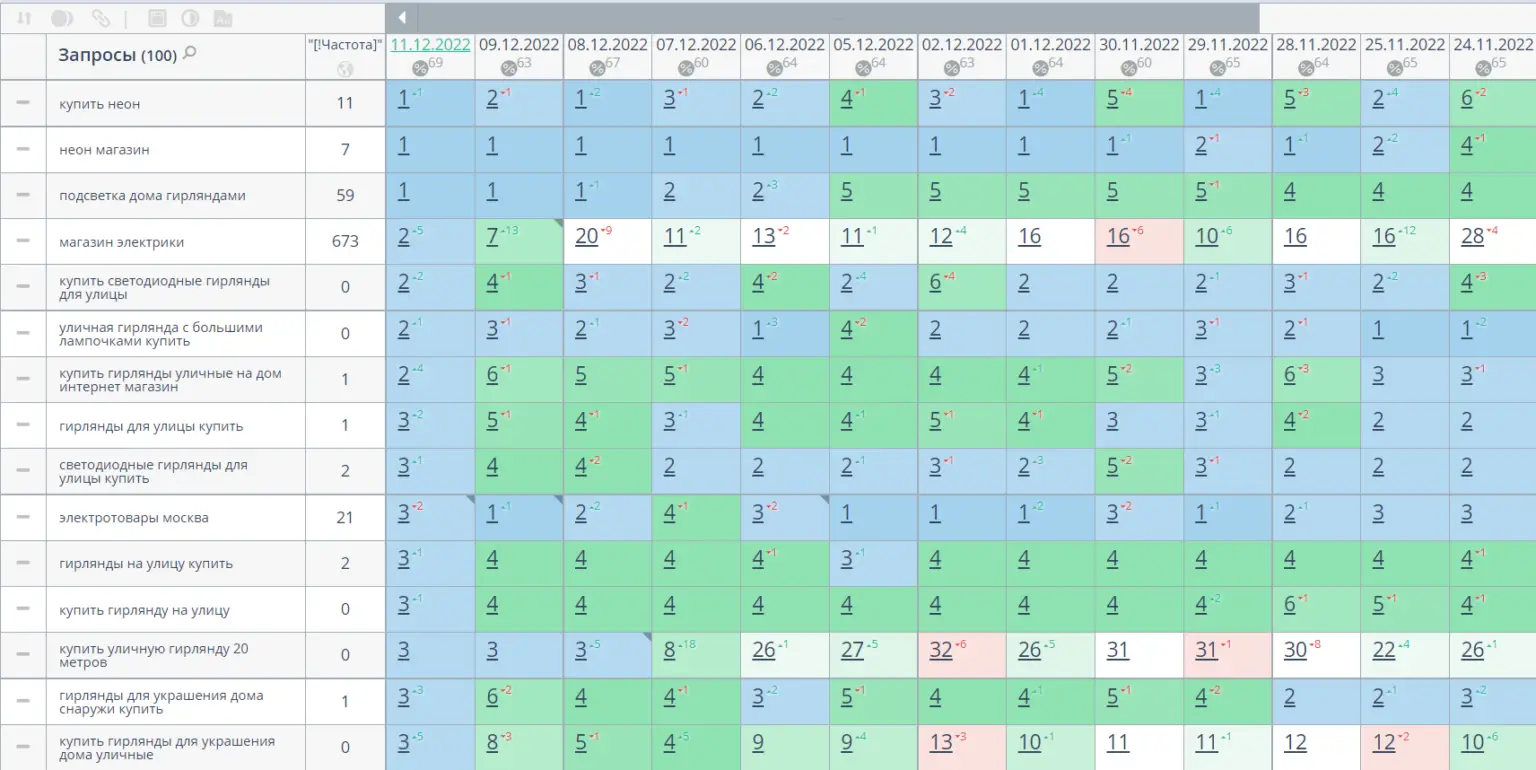 Запросы (100) "[!Частота]" 11.12.2022 09.12.2022 08.12.2022 07.12.2022 06.12.2022 05.12.2022 02.12.2022 01.12.2022 30.11.2022 29.11.2022 28.11.2022 25.11.2022 24.11.2022
%69 %63 %67 %60 %64 %64 %63 %64 %60 %65 %64 %65 %65
купить неон 11 1 +1 2 -1 1 +2 3 -1 2 +2 4 -1 3 -2 1 +4 5 -4 1 +4 5 -3 2 +4 6 -2
неон магазин 7 1 1 1 1 1 1 1 1 1 +1 2 -1 1 +1 2 +2 4 -1
подсветка дома гирляндами 59 1 1 1 +1 2 2 +3 5 5 5 5 5 -1 4 4 4
магазин электрики 673 2 +5 7 +13 20 -9 11 +2 13 -2 11 +1 12 +4 16 16 -6 10 +6 16 16 +12 28 -4
купить светодиодные гирлянды
для улицы 0 2 +2 4 -1 3 -1 2 +2 4 -2 2 +4 6 -4 2 2 2 +1 3 -1 2 +2 4 -3
уличная гирлянда с большими
лампочками купить 0 2 +1 3 -1 2 +1 3 -2 1 +3 4 -2 2 2 2 +1 3 -1 2 -1 1 1 +2
купить гирлянды уличные на дом
интернет магазин 1 2 +4 6 -1 5 5 -1 4 4 4 4 +1 5 -2 3 +3 6 -3 3 3 -1
гирлянды для улицы купить 1 3 +2 5 -1 4 -1 3 +1 4 4 +1 5 -1 4 -1 3 3 +1 4 -2 2 2
светодиодные гирлянды для
улицы купить 2 3 +1 4 4 -2 2 2 2 +1 3 -1 2 +3 5 -2 3 -1 2 2 2
электротовары москва 21 3 -2 1 +1 2 +2 4 -1 3 -2 1 1 1 +2 3 -2 1 +1 2 +1 3 3
гирлянды на улицу купить 2 3 +1 4 4 4 4 -1 3 +1 4 4 4 4 4 4 4 -1
купить гирлянду на улицу 0 3 +1 4 4 4 4 4 4 4 4 4 +2 6 -1 5 -1 4 -1
купить уличную гирлянду 20
метров 0 3 3 3 +5 8 +18 26 +1 27 +5 32 -6 26 +5 31 31 -1 30 -8 22 +4 26 +1
гирлянды для украшения дома
снаружи купить 1 3 +3 6 -2 4 4 -1 3 +2 5 -1 4 4 +1 5 -1 4 -2 2 2 +1 3 +2
купить гирлянды для украшения
дома уличные 0 3 +5 8 -3 5 -1 4 +5 9 9 +4 13 -3 10 +1 11 11 +1 12 12 -2 10 +6